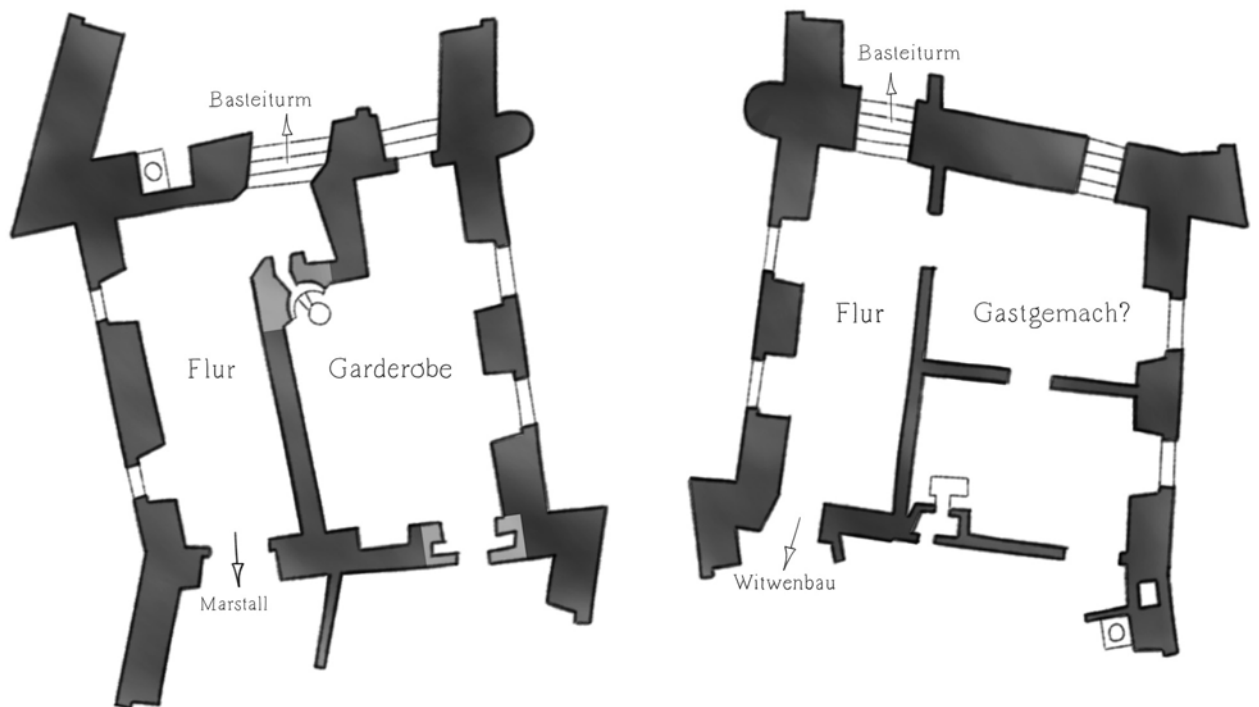 Basteiturm
Flur
Garderobe
Marstall
Basteiturm
Flur
Gastgemach?
Witwenbau